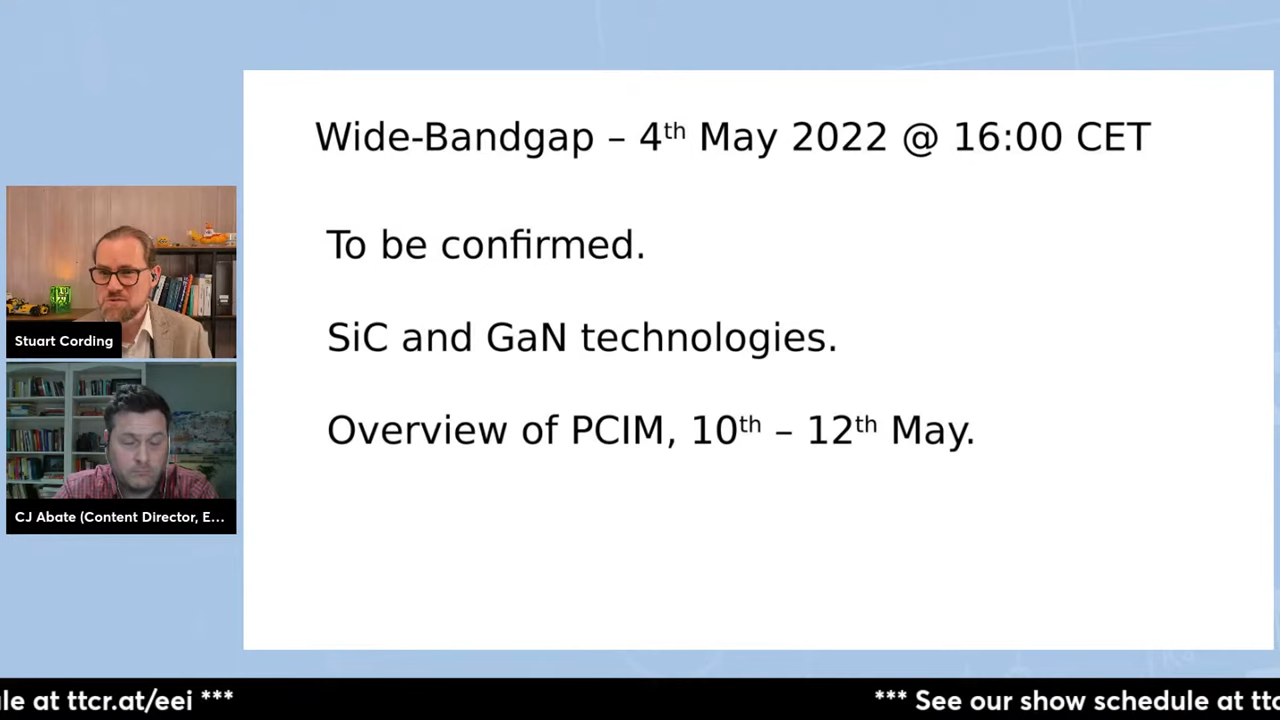 Wide-Bandgap – 4th May 2022 @ 16:00 CET
To be confirmed.
SiC and GaN technologies.
Overview of PCIM, 10th – 12th May.
Stuart Cording
CJ Abate (Content Director, E...
le at ttcr.at/eei *** *** See our show schedule at ttc